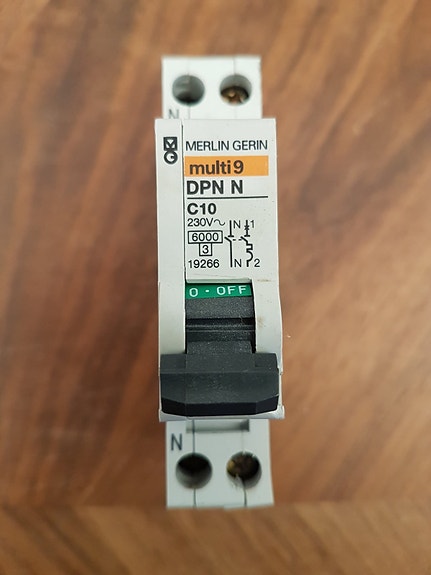 N
MERLIN GERIN
multi 9
DPN N
C10
230V~
N 1
6000
3
19266
N 2
O - OFF
N